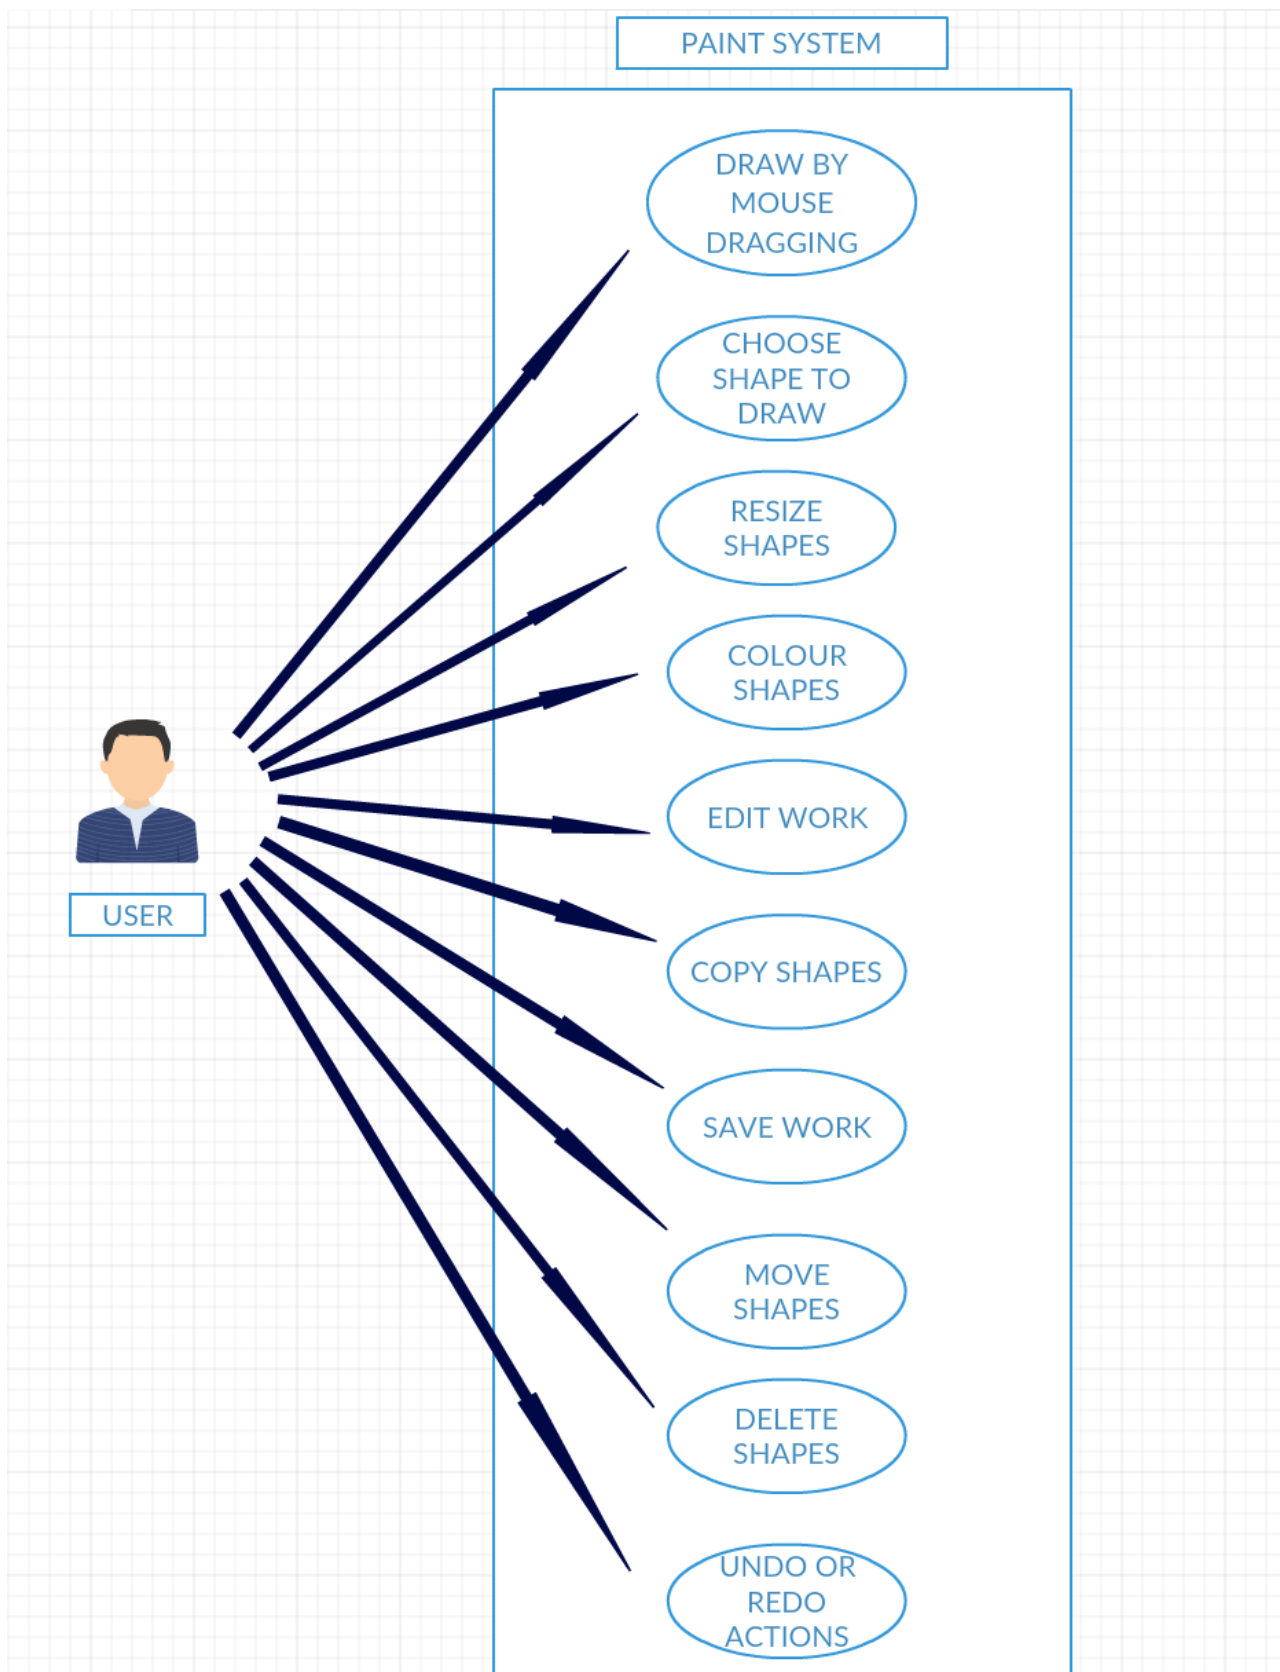 PAINT SYSTEM
DRAW BY
MOUSE
DRAGGING
CHOOSE
SHAPE TO
DRAW
RESIZE
SHAPES
COLOUR
SHAPES
EDIT WORK
COPY SHAPES
USER
SAVE WORK
MOVE
SHAPES
DELETE
SHAPES
UNDO OR
REDO
ACTIONS